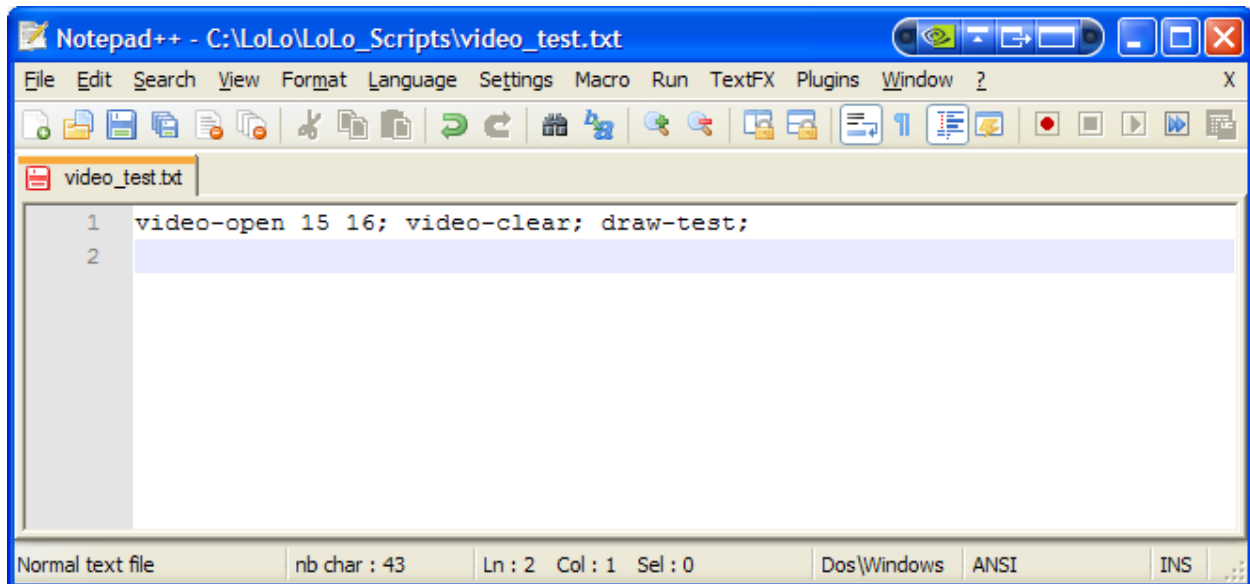 Notepad++ - C:\LoLo\LoLo_Scripts\video_test.txt
File Edit Search View Format Language Settings Macro Run TextFX Plugins Window ? X
video_test.txt
1 video-open 15 16; video-clear; draw-test;
2
Normal text file nb char : 43 Ln : 2 Col : 1 Sel : 0 Dos\Windows ANSI INS